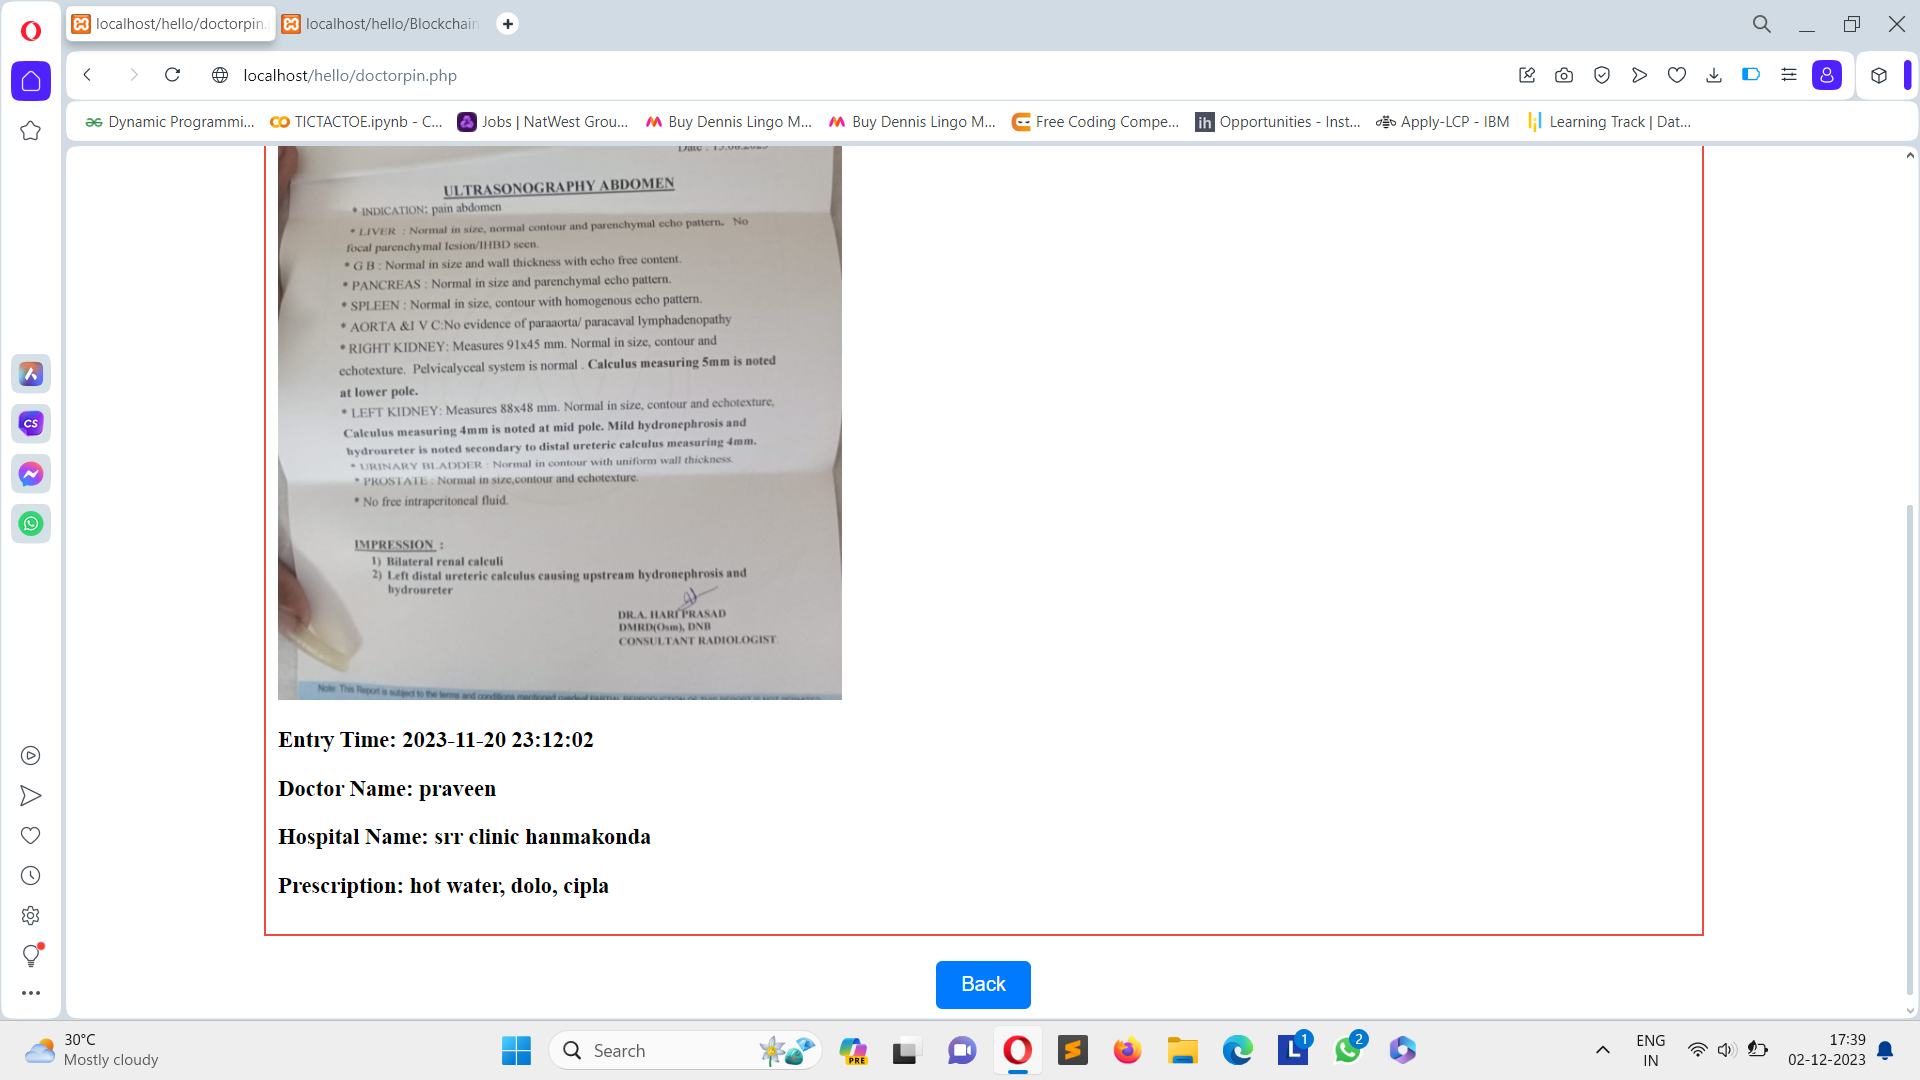 localhost/hello/doctorpin.
localhost/hello/Blockchain
localhost/hello/doctorpin.php
Dynamic Programmi...
TICTACTOE.ipynb - C...
Jobs | NatWest Grou...
Buy Dennis Lingo M...
Buy Dennis Lingo M...
Free Coding Compe...
ih Opportunities - Inst...
Apply-LCP - IBM
Learning Track | Dat...
CS
ULTRASONOGRAPHY ABDOMEN
* INDICATION: pain abdomen
* LIVER : Normal in size, normal contour and parenchymal echo pattern. No
focal parenchymal lesion/IHBD seen.
* G B : Normal in size and wall thickness with echo free content.
* PANCREAS : Normal in size and parenchymal echo pattern.
* SPLEEN : Normal in size, contour with homogenous echo pattern.
* AORTA &I V C:No evidence of paraaorta/ paracaval lymphadenopathy
* RIGHT KIDNEY: Measures 91x45 mm. Normal in size, contour and
echotexture. Pelvicalyceal system is normal . Calculus measuring 5mm is noted
at lower pole.
* LEFT KIDNEY: Measures 88x48 mm. Normal in size, contour and echotexture,
Calculus measuring 4mm is noted at mid pole. Mild hydronephrosis and
hydroureter is noted secondary to distal ureteric calculus measuring 4mm.
* URINARY BLADDER : Normal in contour with uniform wall thickness.
* PROSTATE : Normal in size,contour and echotexture.
* No free intraperitoneal fluid.
IMPRESSION :
1) Bilateral renal calculi
2) Left distal ureteric calculus causing upstream hydronephrosis and
hydroureter
DR.A. HARI PRASAD
DMRD(Osm), DNB
CONSULTANT RADIOLOGIST
Note: This Report is subject to the terms and conditions mentioned
Entry Time: 2023-11-20 23:12:02
Doctor Name: praveen
Hospital Name: srr clinic hanmakonda
Prescription: hot water, dolo, cipla
Back
30°C
Mostly cloudy
Search
PRE
1
2
ENG
IN
17:39
02-12-2023